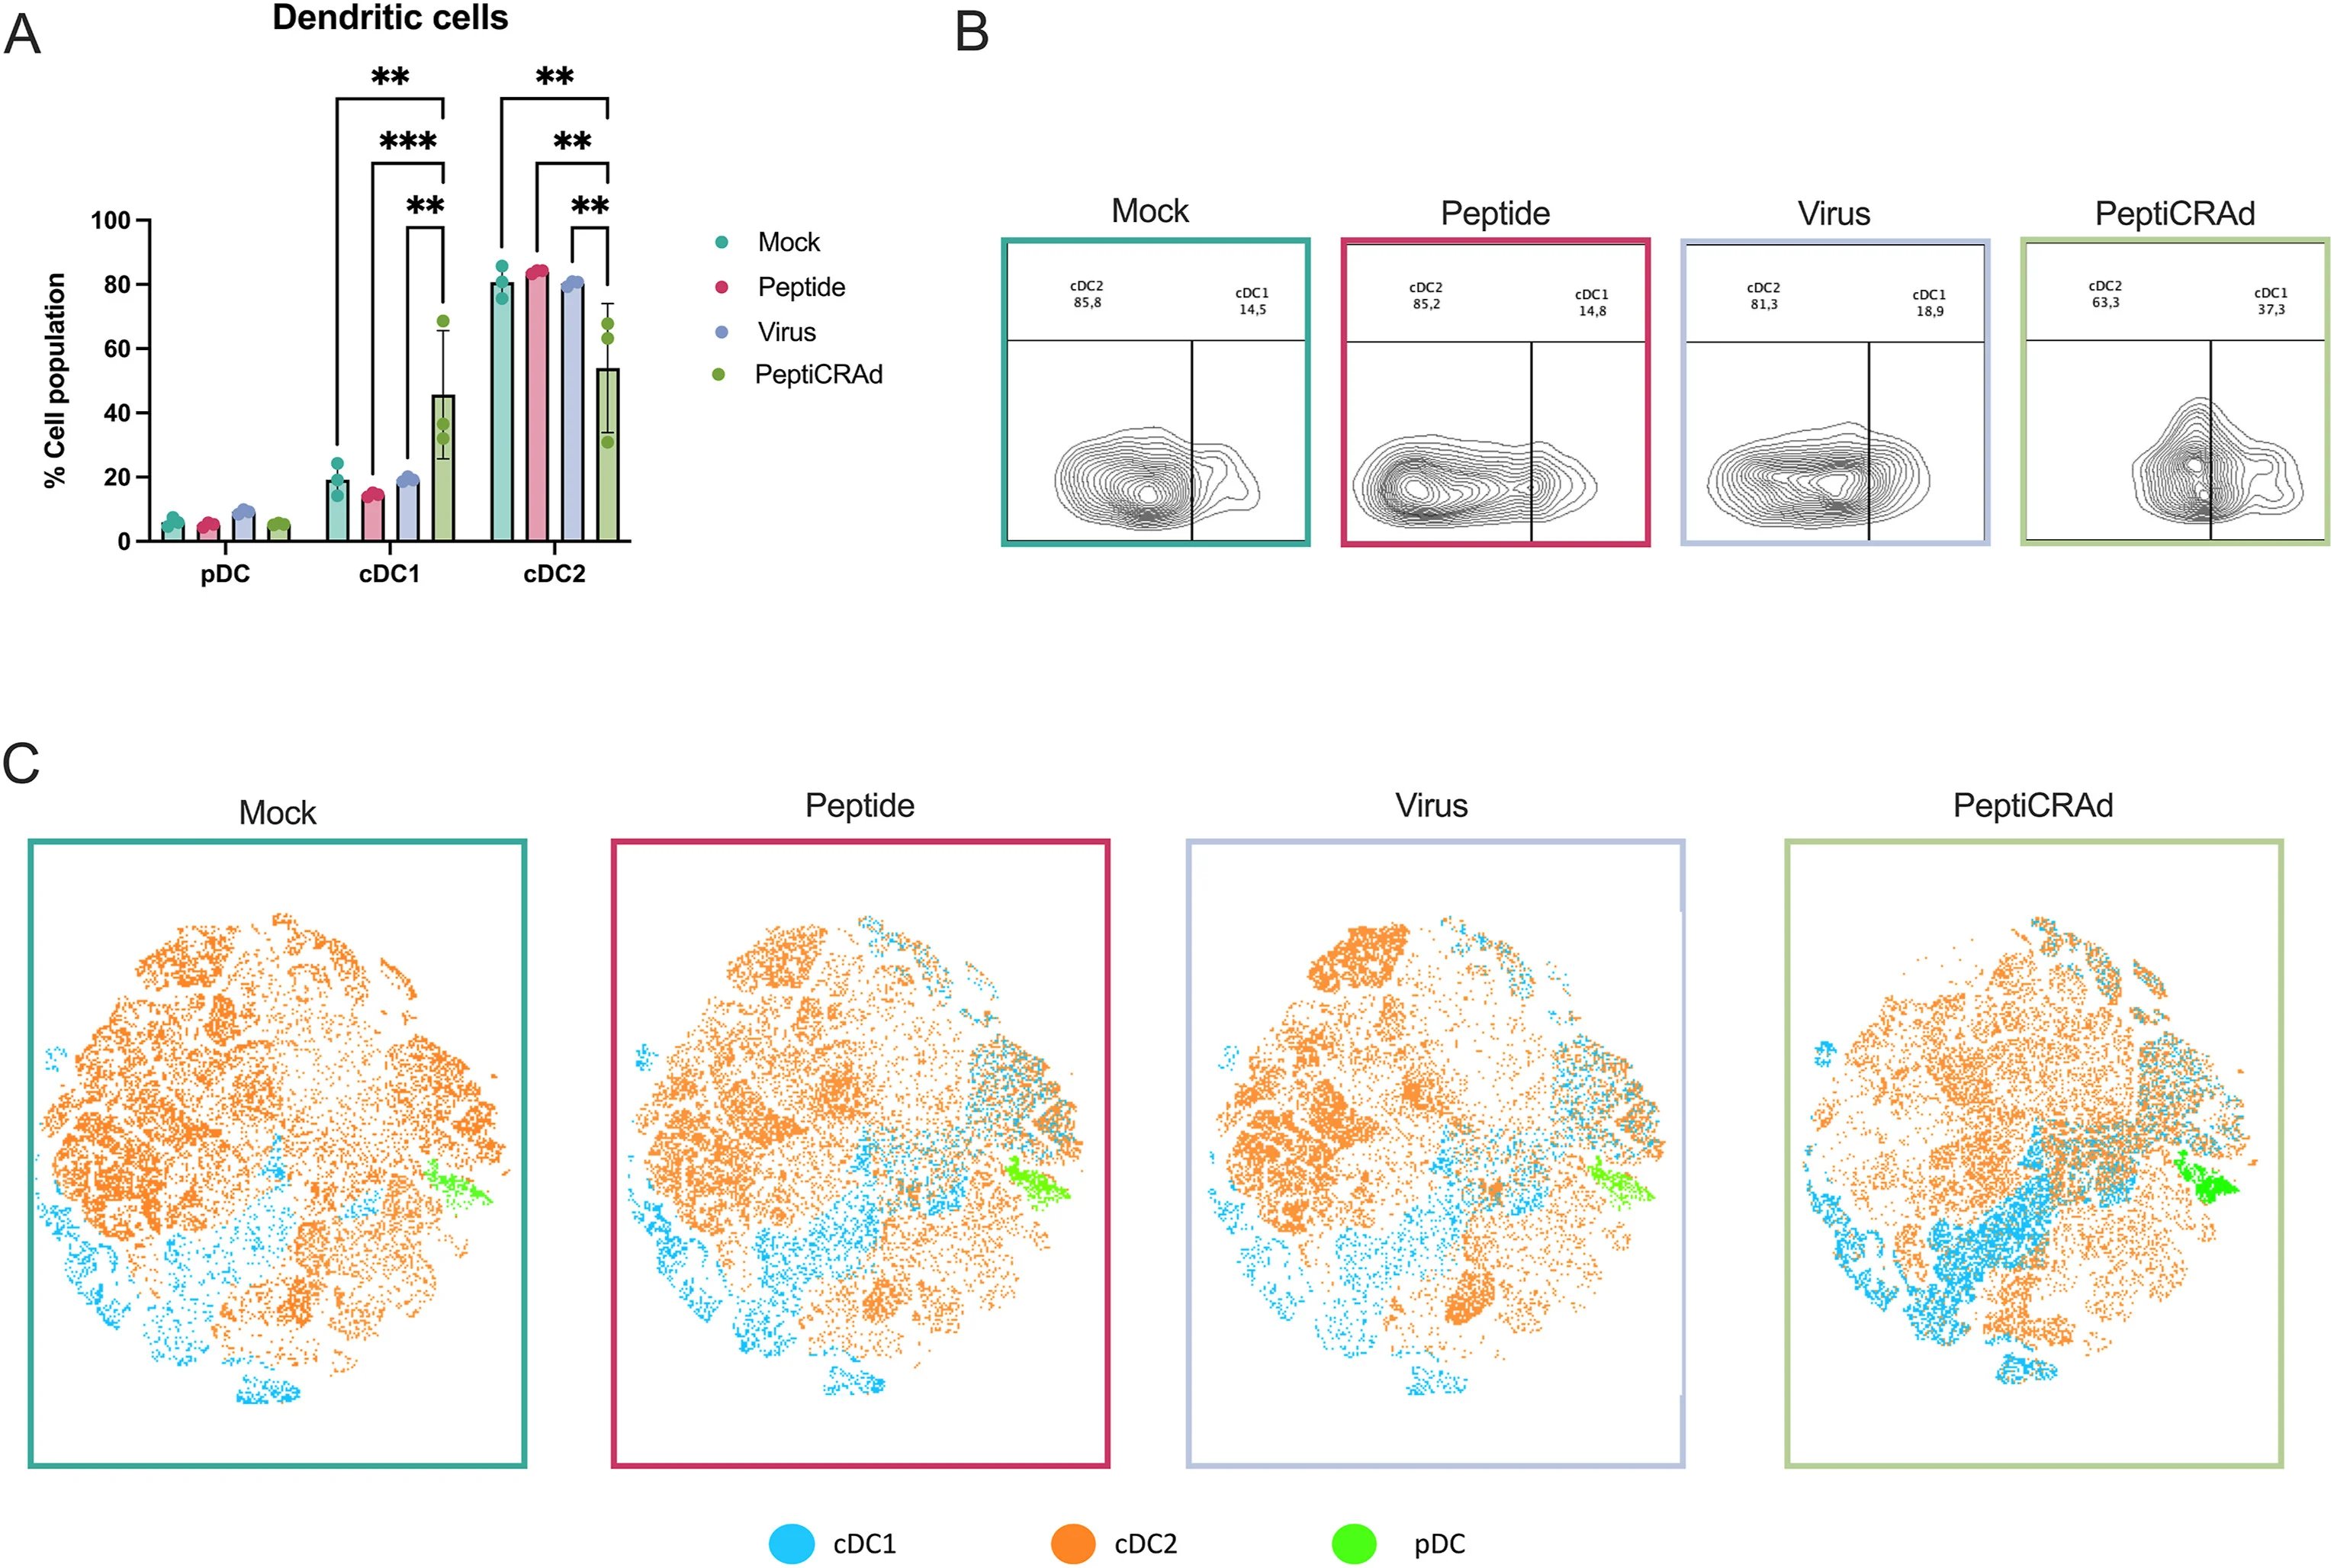 A
Dendritic cells
** **
*** **
** **
% Cell population
100
80
60
40
20
0
pDC cDC1 cDC2
Mock
Peptide
Virus
PeptiCRAd
B
Mock Peptide Virus PeptiCRAd
cDC2
85,8
cDC1
14,5
cDC2
85,2
cDC1
14,8
cDC2
81,3
cDC1
18,9
cDC2
63,3
cDC1
37,3
C
Mock Peptide Virus PeptiCRAd
cDC1 cDC2 pDC